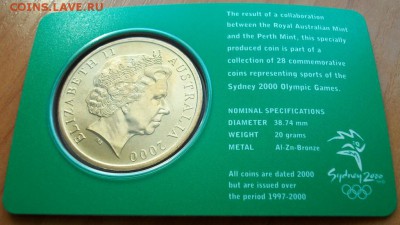 COINS.ЛАVE.RU
The result of a collaboration
between the Royal Australian Mint
and the Perth Mint, this specially
produced coin is part of a
collection of 28 commemorative
coins representing sports of the
Sydney 2000 Olympic Games.
ELIZABETH II AUSTRALIA
2000
NOMINAL SPECIFICATIONS
DIAMETER 38.74 mm
WEIGHT 20 grams
METAL Al-Zn-Bronze
Sydney 2000
All coins are dated 2000
but are issued over
the period 1997-2000